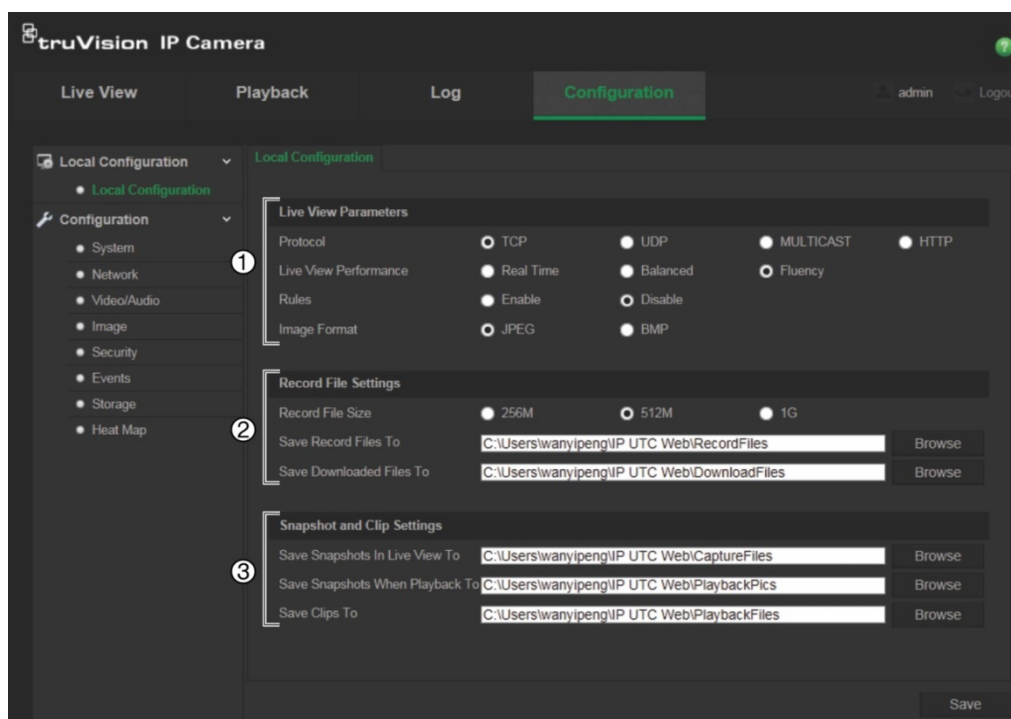 truVision IP Camera
?
Live View Playback Log Configuration admin
Local Configuration
Local Configuration
Configuration
System
Network
Video/Audio
Image
Security
Events
Storage
Heat Map
Local Configuration
1
Live View Parameters
Protocol TCP UDP MULTICAST HTTP
Live View Performance Real Time Balanced Fluency
Rules Enable Disable
Image Format JPEG BMP
2
Record File Settings
Record File Size 256M 512M 1G
Save Record Files To C:\Users\wanyipeng\IP UTC Web\RecordFiles Browse
Save Downloaded Files To C:\Users\wanyipeng\IP UTC Web\DownloadFiles Browse
3
Snapshot and Clip Settings
Save Snapshots In Live View To C:\Users\wanyipeng\IP UTC Web\CaptureFiles Browse
Save Snapshots When Playback To C:\Users\wanyipeng\IP UTC Web\PlaybackPics Browse
Save Clips To C:\Users\wanyipeng\IP UTC Web\PlaybackFiles Browse
Save